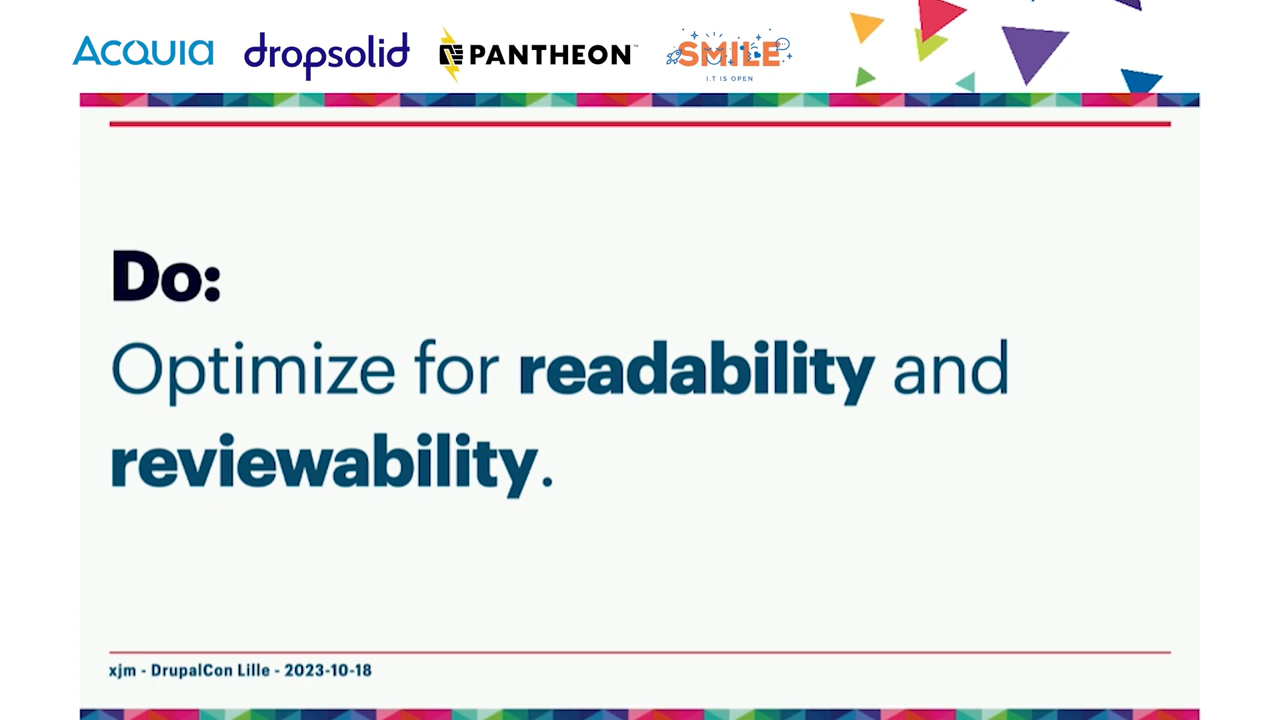 ACQUIA dropsolid PANTHEON SMILE
I.T IS OPEN
Do:
Optimize for readability and
reviewability.
xjm - DrupalCon Lille - 2023-10-18